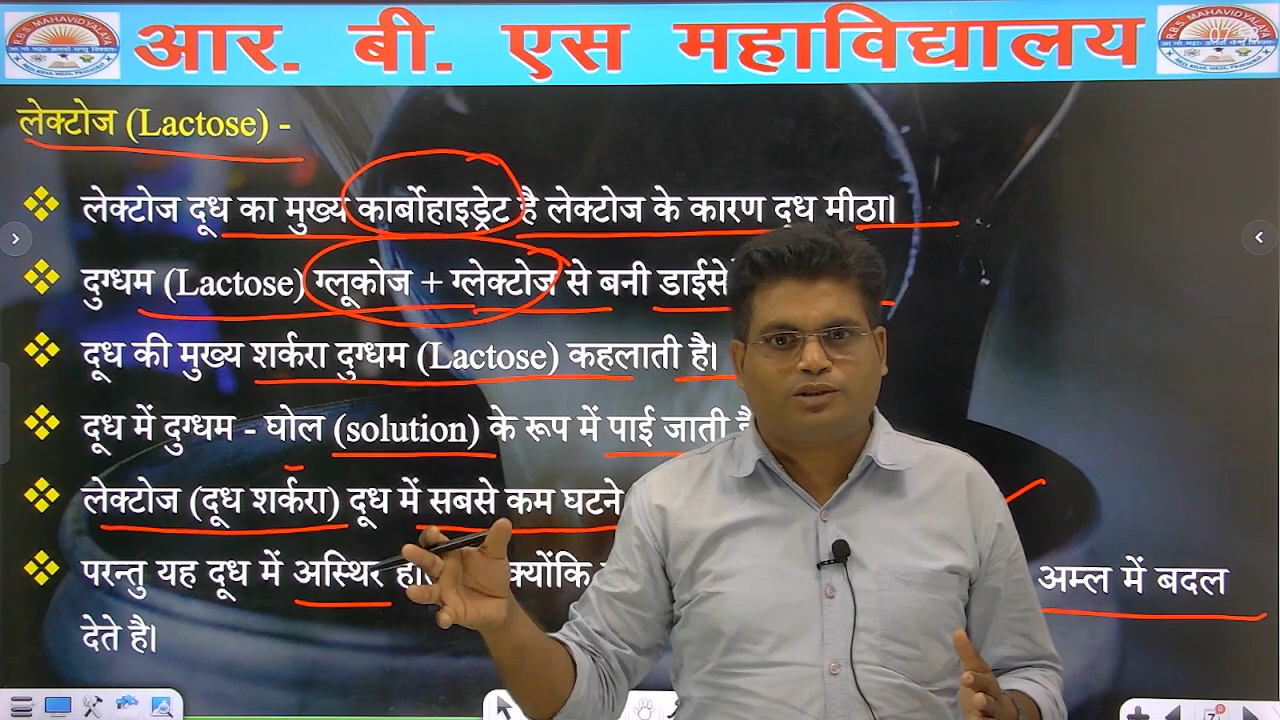 आर. बी. एस महाविद्यालय
R.B.S. MAHAVIDYALAYA
लेक्टोज (Lactose) -
लेक्टोज दूध का मुख्य कार्बोहाइड्रेट है लेक्टोज के कारण दूध मीठा।
दुग्धम (Lactose) ग्लूकोज + ग्लेक्टोज से बनी डाईसे
दूध की मुख्य शर्करा दुग्धम (Lactose) कहलाती है।
दूध में दुग्धम - घोल (solution) के रूप में पाई जाती है
लेक्टोज (दूध शर्करा) दूध में सबसे कम घटने
परन्तु यह दूध में अस्थिर क्योंकि अम्ल में बदल
देते है।